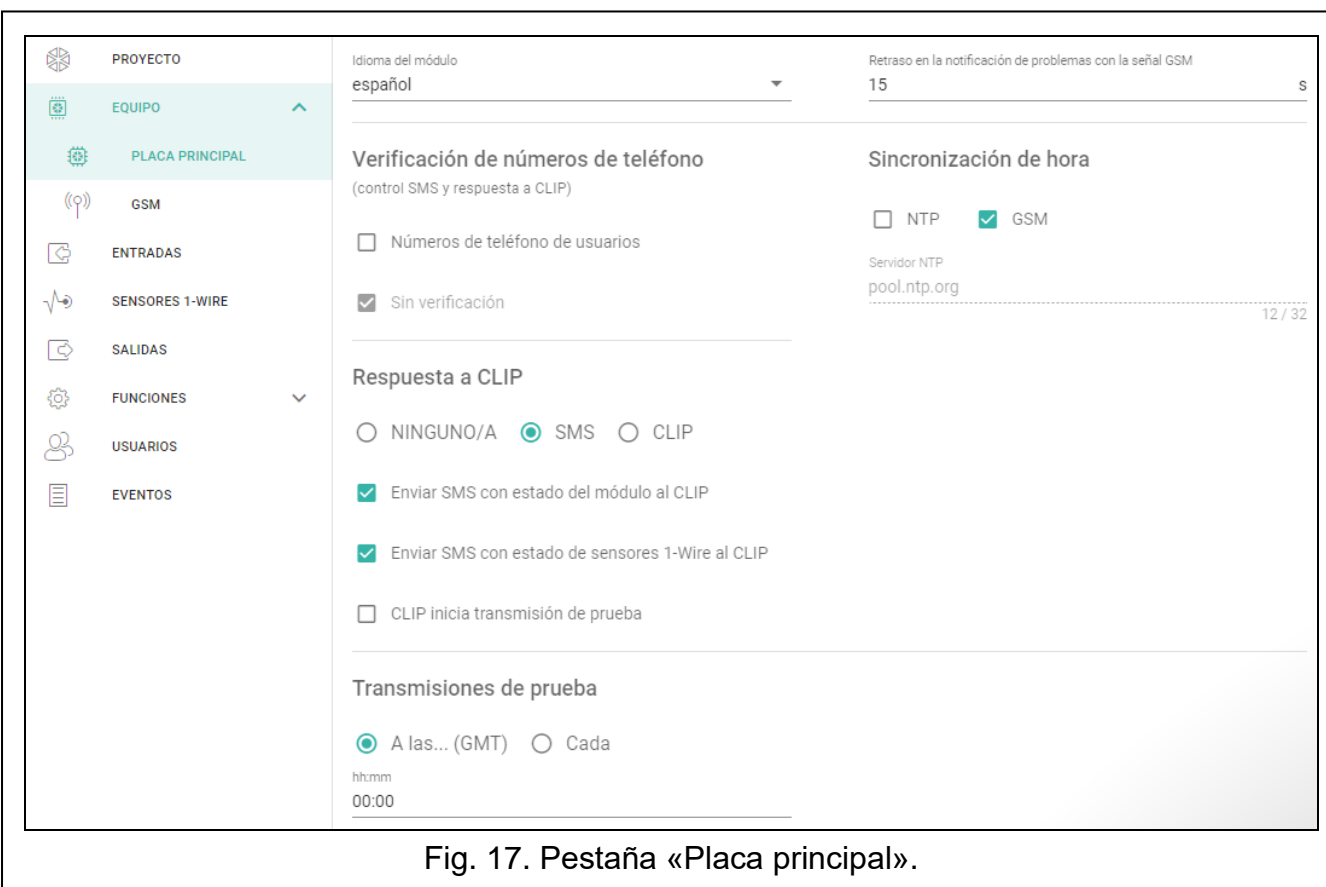 PROYECTO
EQUIPO
PLACA PRINCIPAL
GSM
ENTRADAS
SENSORES 1-WIRE
SALIDAS
FUNCIONES
USUARIOS
EVENTOS
Idioma del módulo
español
Retraso en la notificación de problemas con la señal GSM
15 s
Verificación de números de teléfono
(control SMS y respuesta a CLIP)
Números de teléfono de usuarios
Sin verificación
Sincronización de hora
NTP GSM
Servidor NTP
pool.ntp.org
12 / 32
Respuesta a CLIP
NINGUNO/A SMS CLIP
Enviar SMS con estado del módulo al CLIP
Enviar SMS con estado de sensores 1-Wire al CLIP
CLIP inicia transmisión de prueba
Transmisiones de prueba
A las... (GMT) Cada
hh:mm
00:00
Fig. 17. Pestaña «Placa principal».